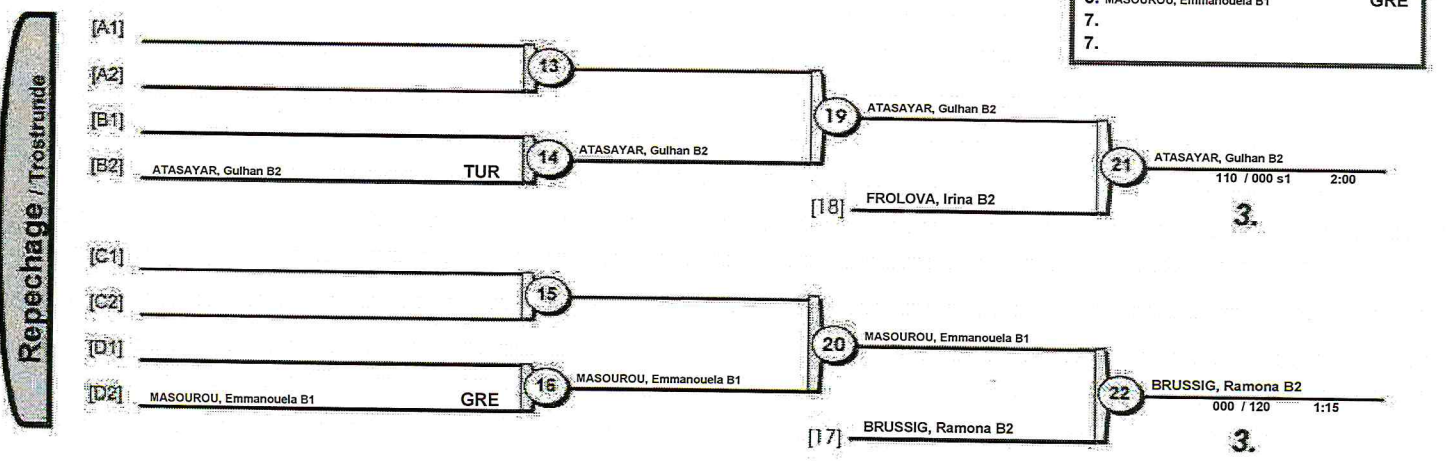 5. MASOUROU, Emmanouela B1 GRE
7.
7.
Repechage / Trostrunde
[A1]
13
[A2]
[B1]
[B2] ATASAYAR, Gulhan B2 TUR
14 ATASAYAR, Gulhan B2
19 ATASAYAR, Gulhan B2
[18] FROLOVA, Irina B2
21 ATASAYAR, Gulhan B2
110 / 000 s1 2:00
3.
[C1]
15
[C2]
[D1]
[D2] MASOUROU, Emmanouela B1 GRE
16 MASOUROU, Emmanouela B1
20 MASOUROU, Emmanouela B1
[17] BRUSSIG, Ramona B2
22 BRUSSIG, Ramona B2
000 / 120 1:15
3.